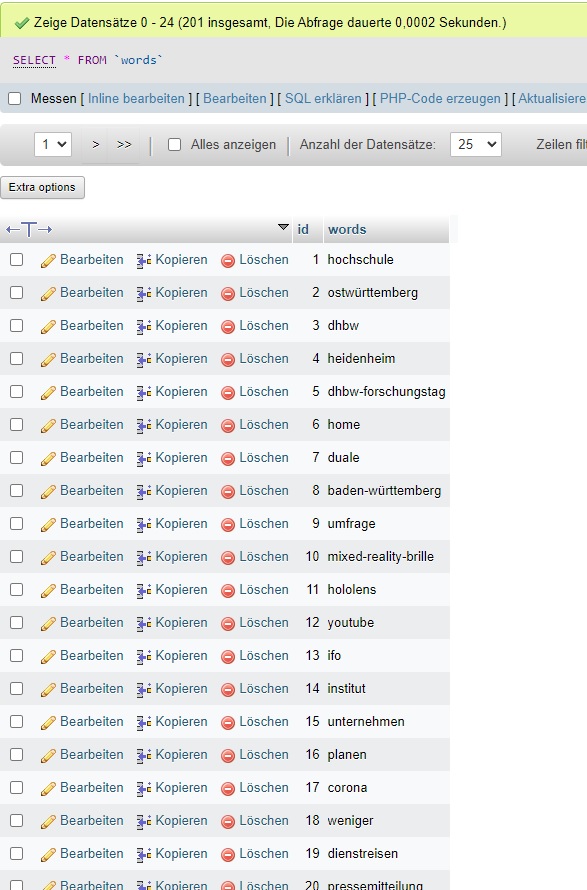 Zeige Datensätze 0 - 24 (201 insgesamt, Die Abfrage dauerte 0,0002 Sekunden.)
SELECT * FROM `words`
Messen [ Inline bearbeiten ] [ Bearbeiten ] [ SQL erklären ] [ PHP-Code erzeugen ] [ Aktualisiere
1 > >> | Alles anzeigen | Anzahl der Datensätze: 25 Zeilen filt
Extra options
←T→ id words
Bearbeiten Kopieren Löschen 1 hochschule
Bearbeiten Kopieren Löschen 2 ostwürttemberg
Bearbeiten Kopieren Löschen 3 dhbw
Bearbeiten Kopieren Löschen 4 heidenheim
Bearbeiten Kopieren Löschen 5 dhbw-forschungstag
Bearbeiten Kopieren Löschen 6 home
Bearbeiten Kopieren Löschen 7 duale
Bearbeiten Kopieren Löschen 8 baden-württemberg
Bearbeiten Kopieren Löschen 9 umfrage
Bearbeiten Kopieren Löschen 10 mixed-reality-brille
Bearbeiten Kopieren Löschen 11 hololens
Bearbeiten Kopieren Löschen 12 youtube
Bearbeiten Kopieren Löschen 13 ifo
Bearbeiten Kopieren Löschen 14 institut
Bearbeiten Kopieren Löschen 15 unternehmen
Bearbeiten Kopieren Löschen 16 planen
Bearbeiten Kopieren Löschen 17 corona
Bearbeiten Kopieren Löschen 18 weniger
Bearbeiten Kopieren Löschen 19 dienstreisen
Bearbeiten Kopieren Löschen 20 pressemitteilung